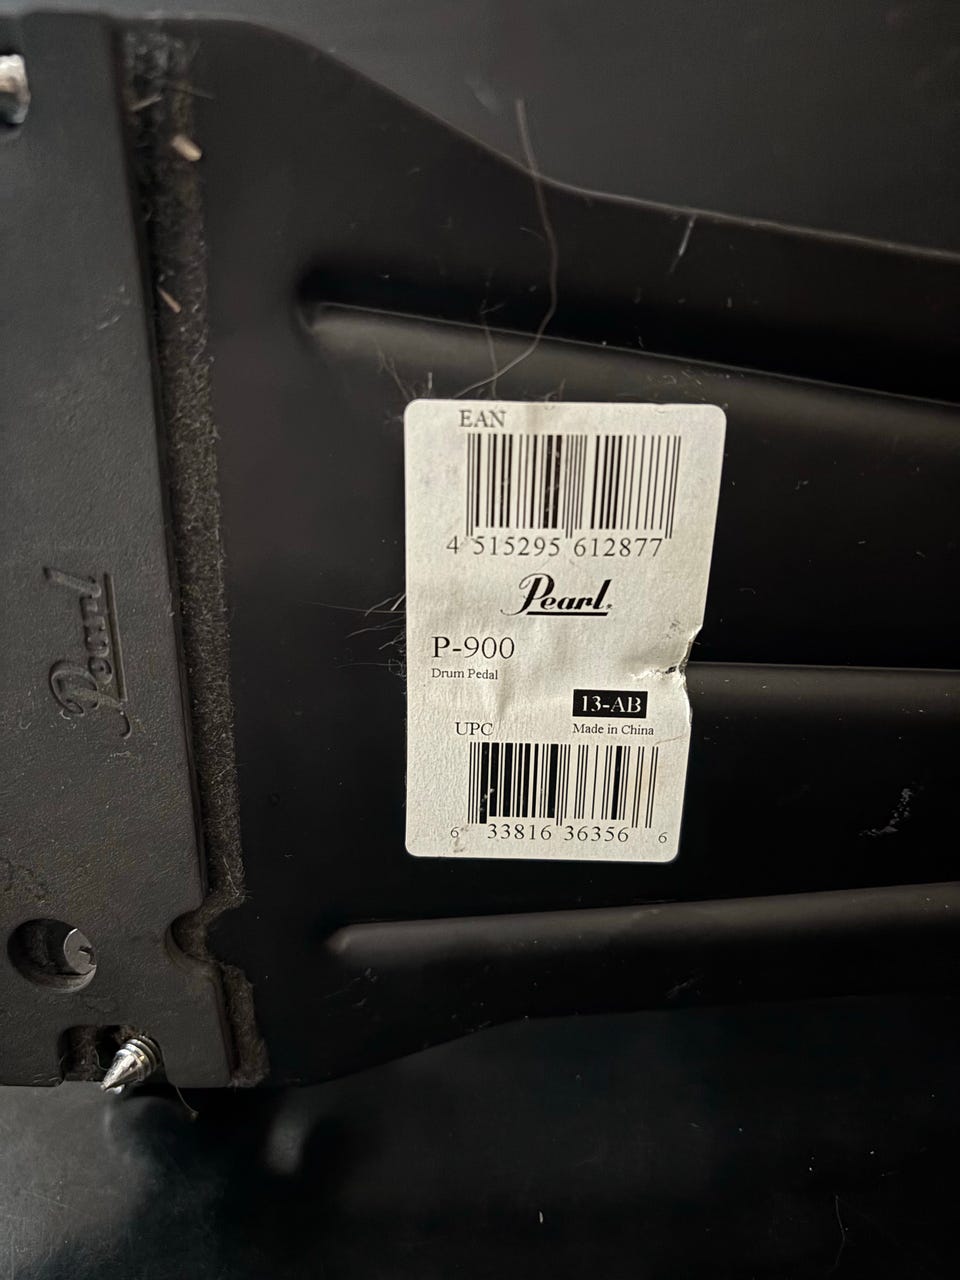 EAN
4 515295 612877
Pearl
P-900
Drum Pedal
13-AB
UPC Made in China
6 33816 36356 6
Pearl